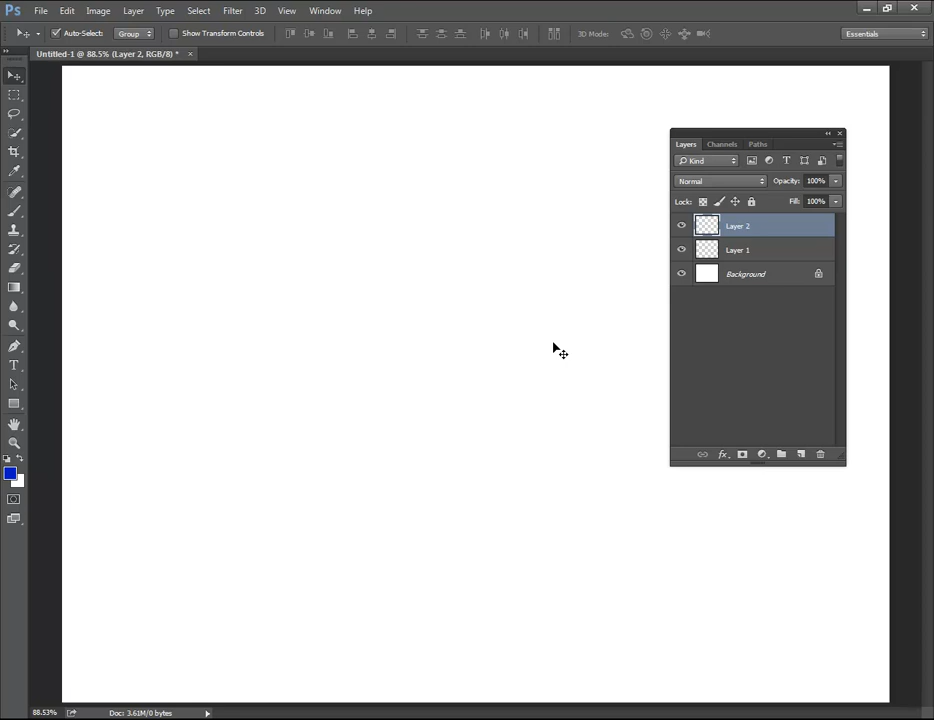 Ps File Edit Image Layer Type Select Filter 3D View Window Help
Auto-Select: Group Show Transform Controls 3D Mode: Essentials
Untitled-1 @ 88.5% (Layer 2, RGB/8) * ×
Layers Channels Paths
Kind
Normal Opacity: 100%
Lock: Fill: 100%
Layer 2
Layer 1
Background
88.53% Doc: 3.61M/0 bytes